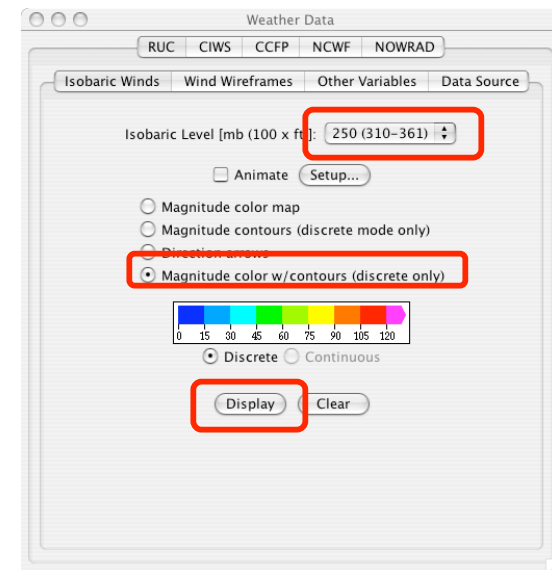 Weather Data
RUC CIWS CCFP NCWF NOWRAD
Isobaric Winds Wind Wireframes Other Variables Data Source
Isobaric Level [mb (100 x ft)]: 250 (310-361)
Animate Setup...
Magnitude color map
Magnitude contours (discrete mode only)
Direction arrows
Magnitude color w/contours (discrete only)
0 15 30 45 60 75 90 105 120
Discrete Continuous
Display Clear